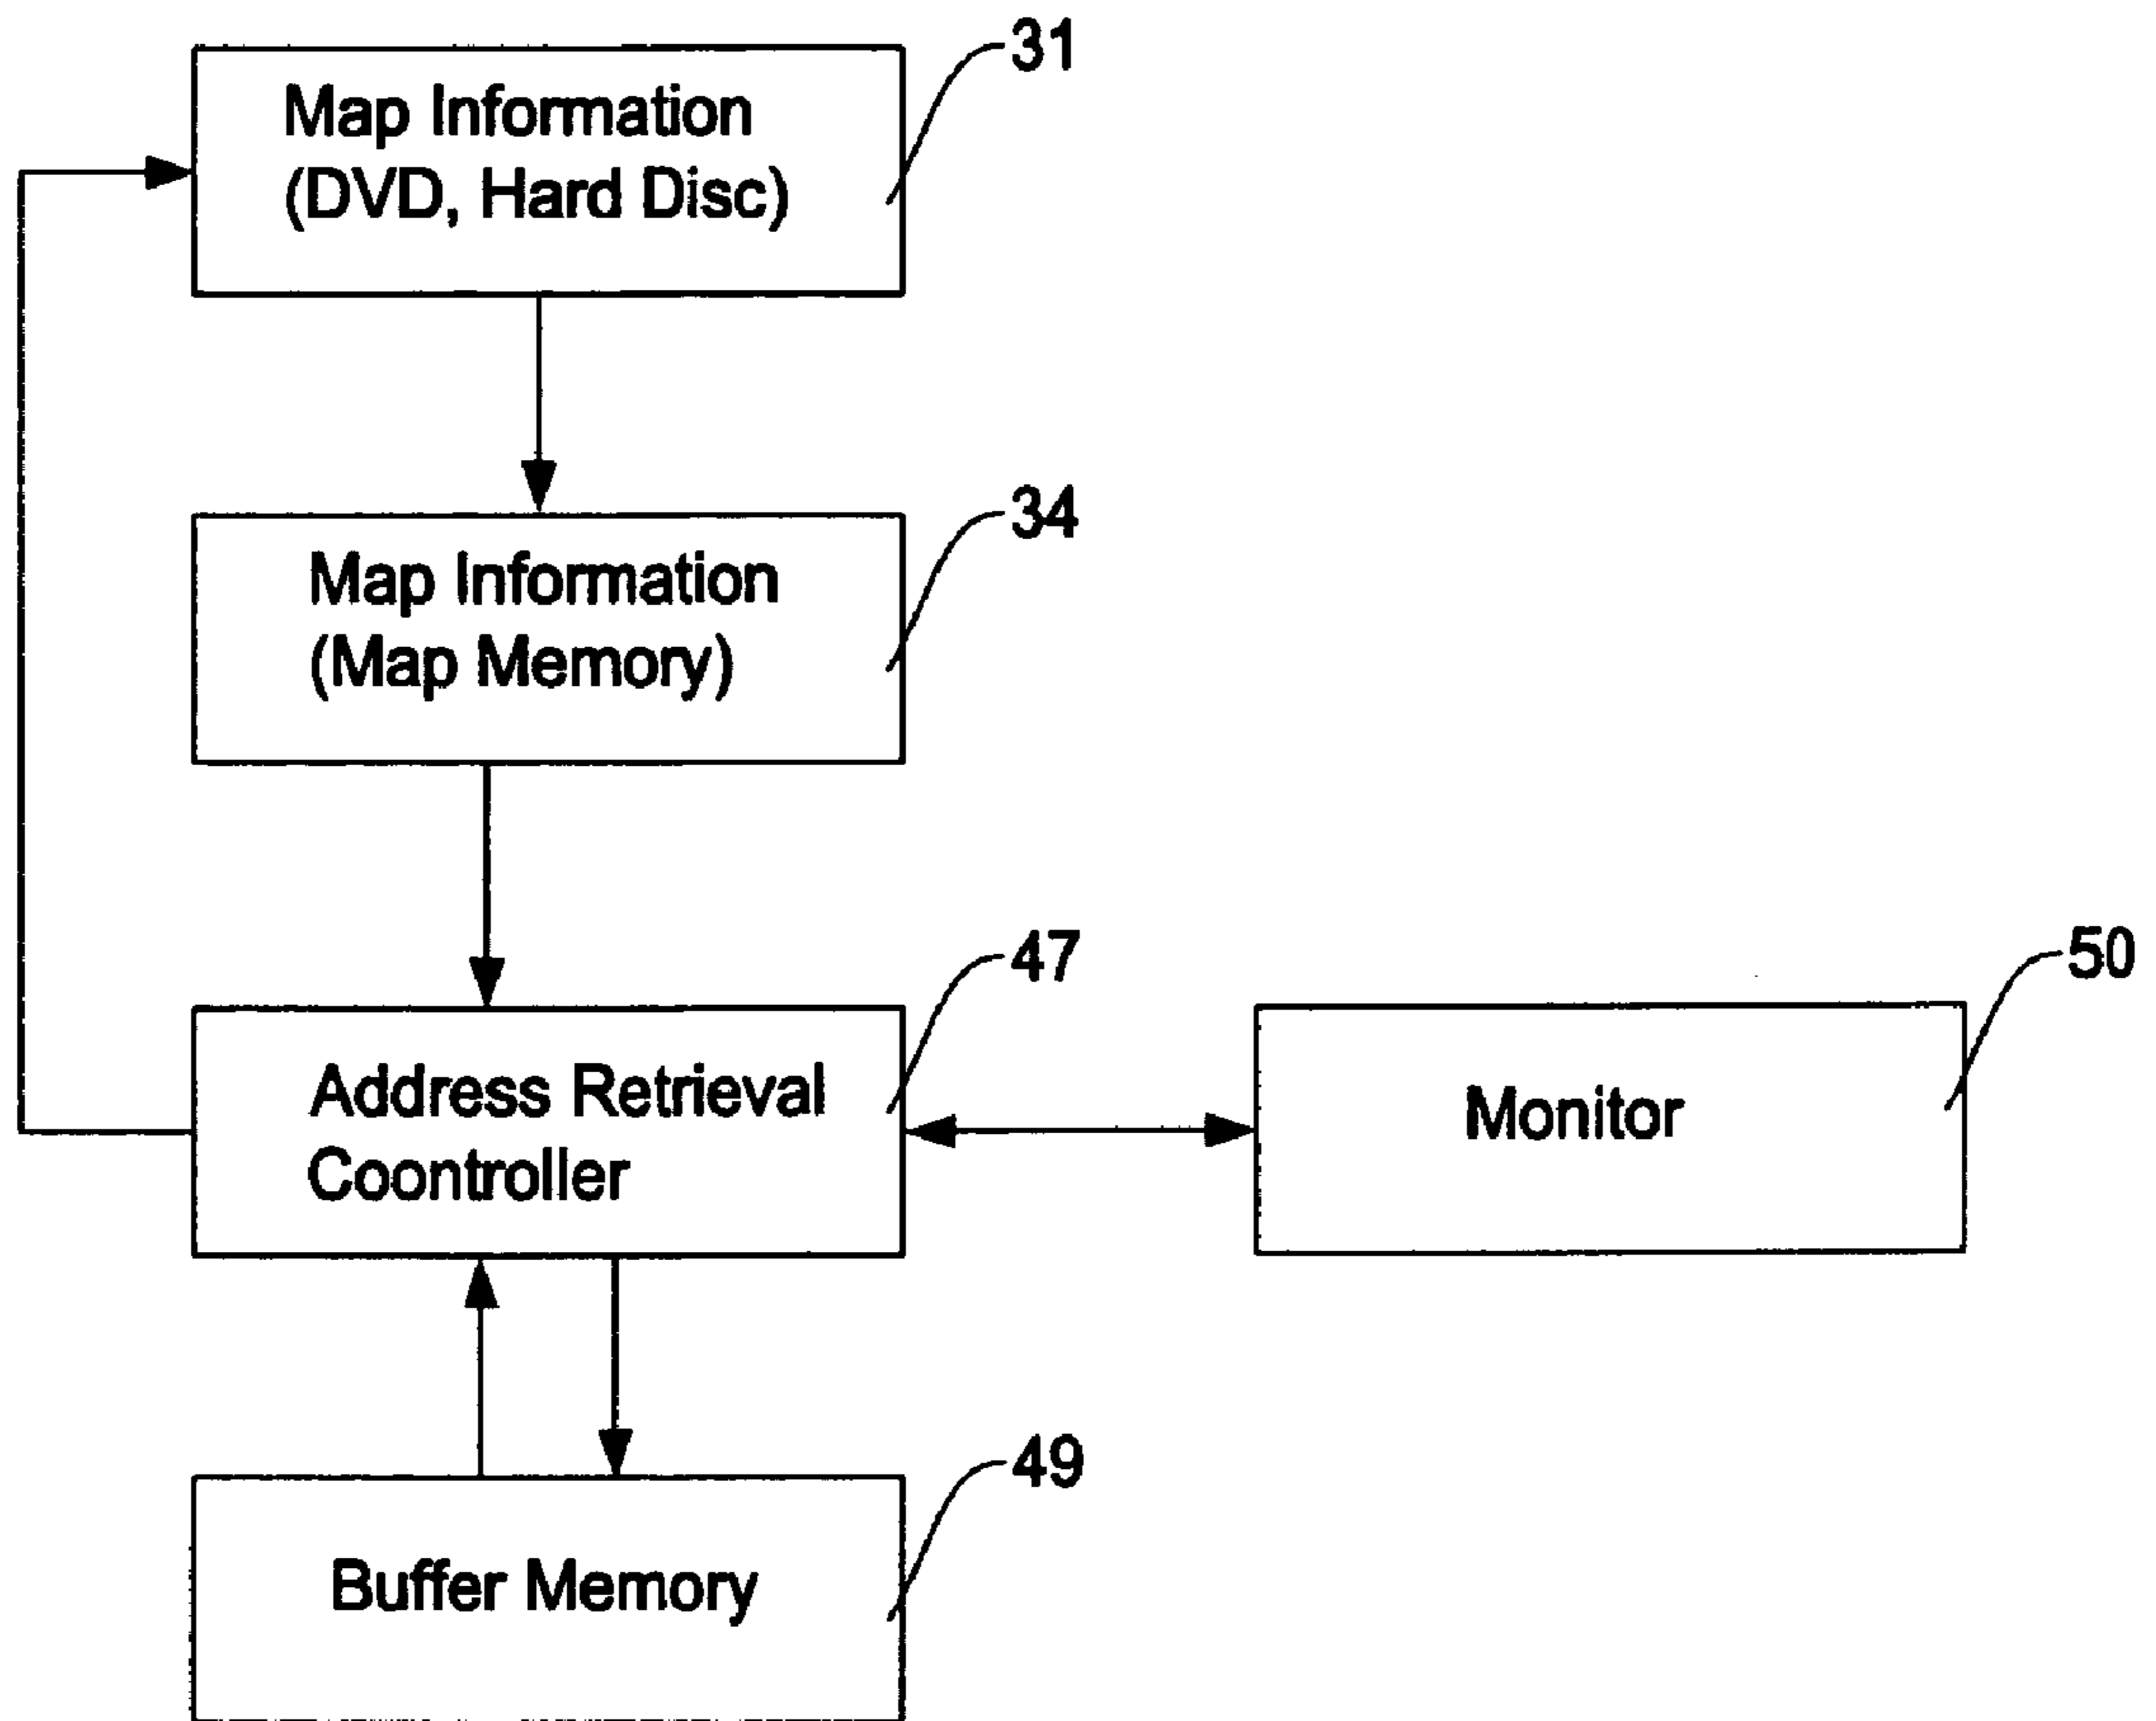 31
Map Information
(DVD, Hard Disc)
34
Map Information
(Map Memory)
47
Address Retrieval
Coontroller
50
Monitor
49
Buffer Memory